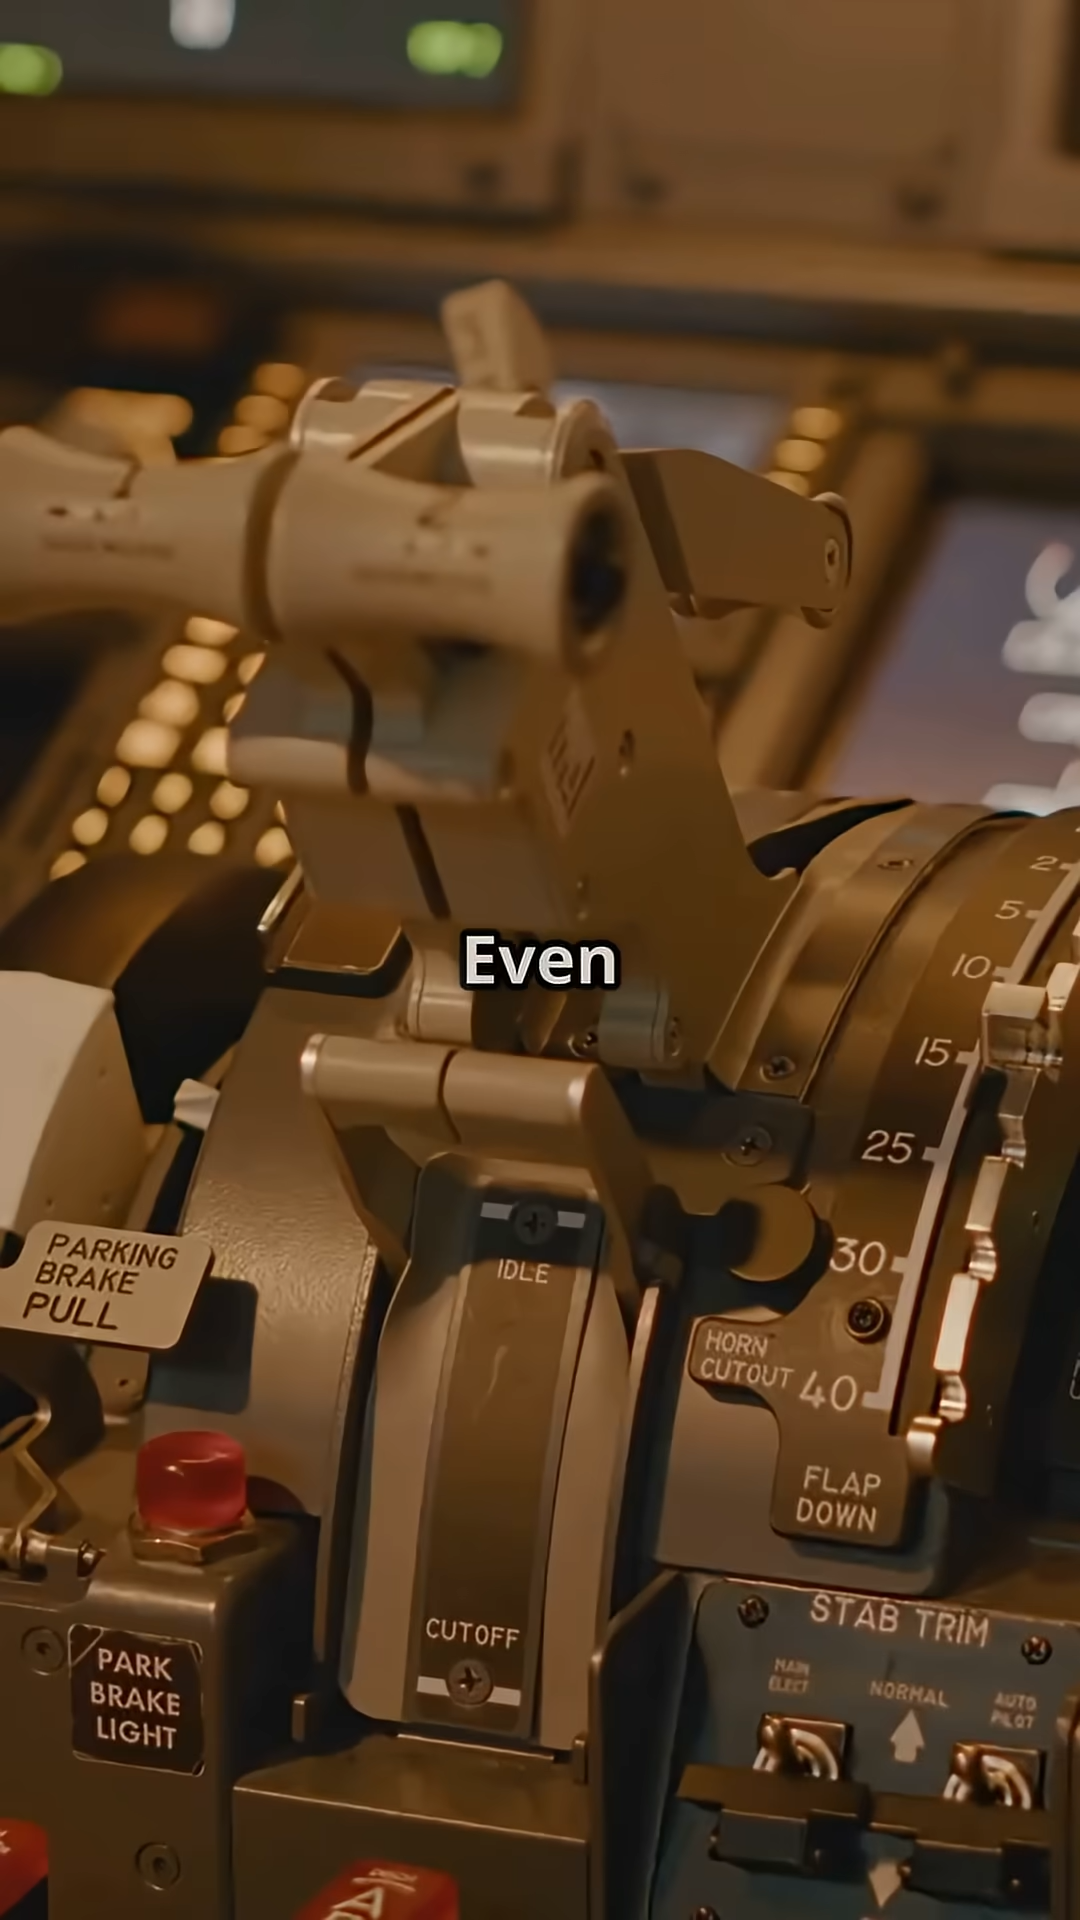 2
5
10
Even
15
25
PARKING
BRAKE
PULL
30
IDLE
HORN
CUTOUT
40
FLAP
DOWN
STAB TRIM
CUTOFF
PARK
BRAKE
LIGHT
MAIN
ELECT
NORMAL
AUTO
PILOT